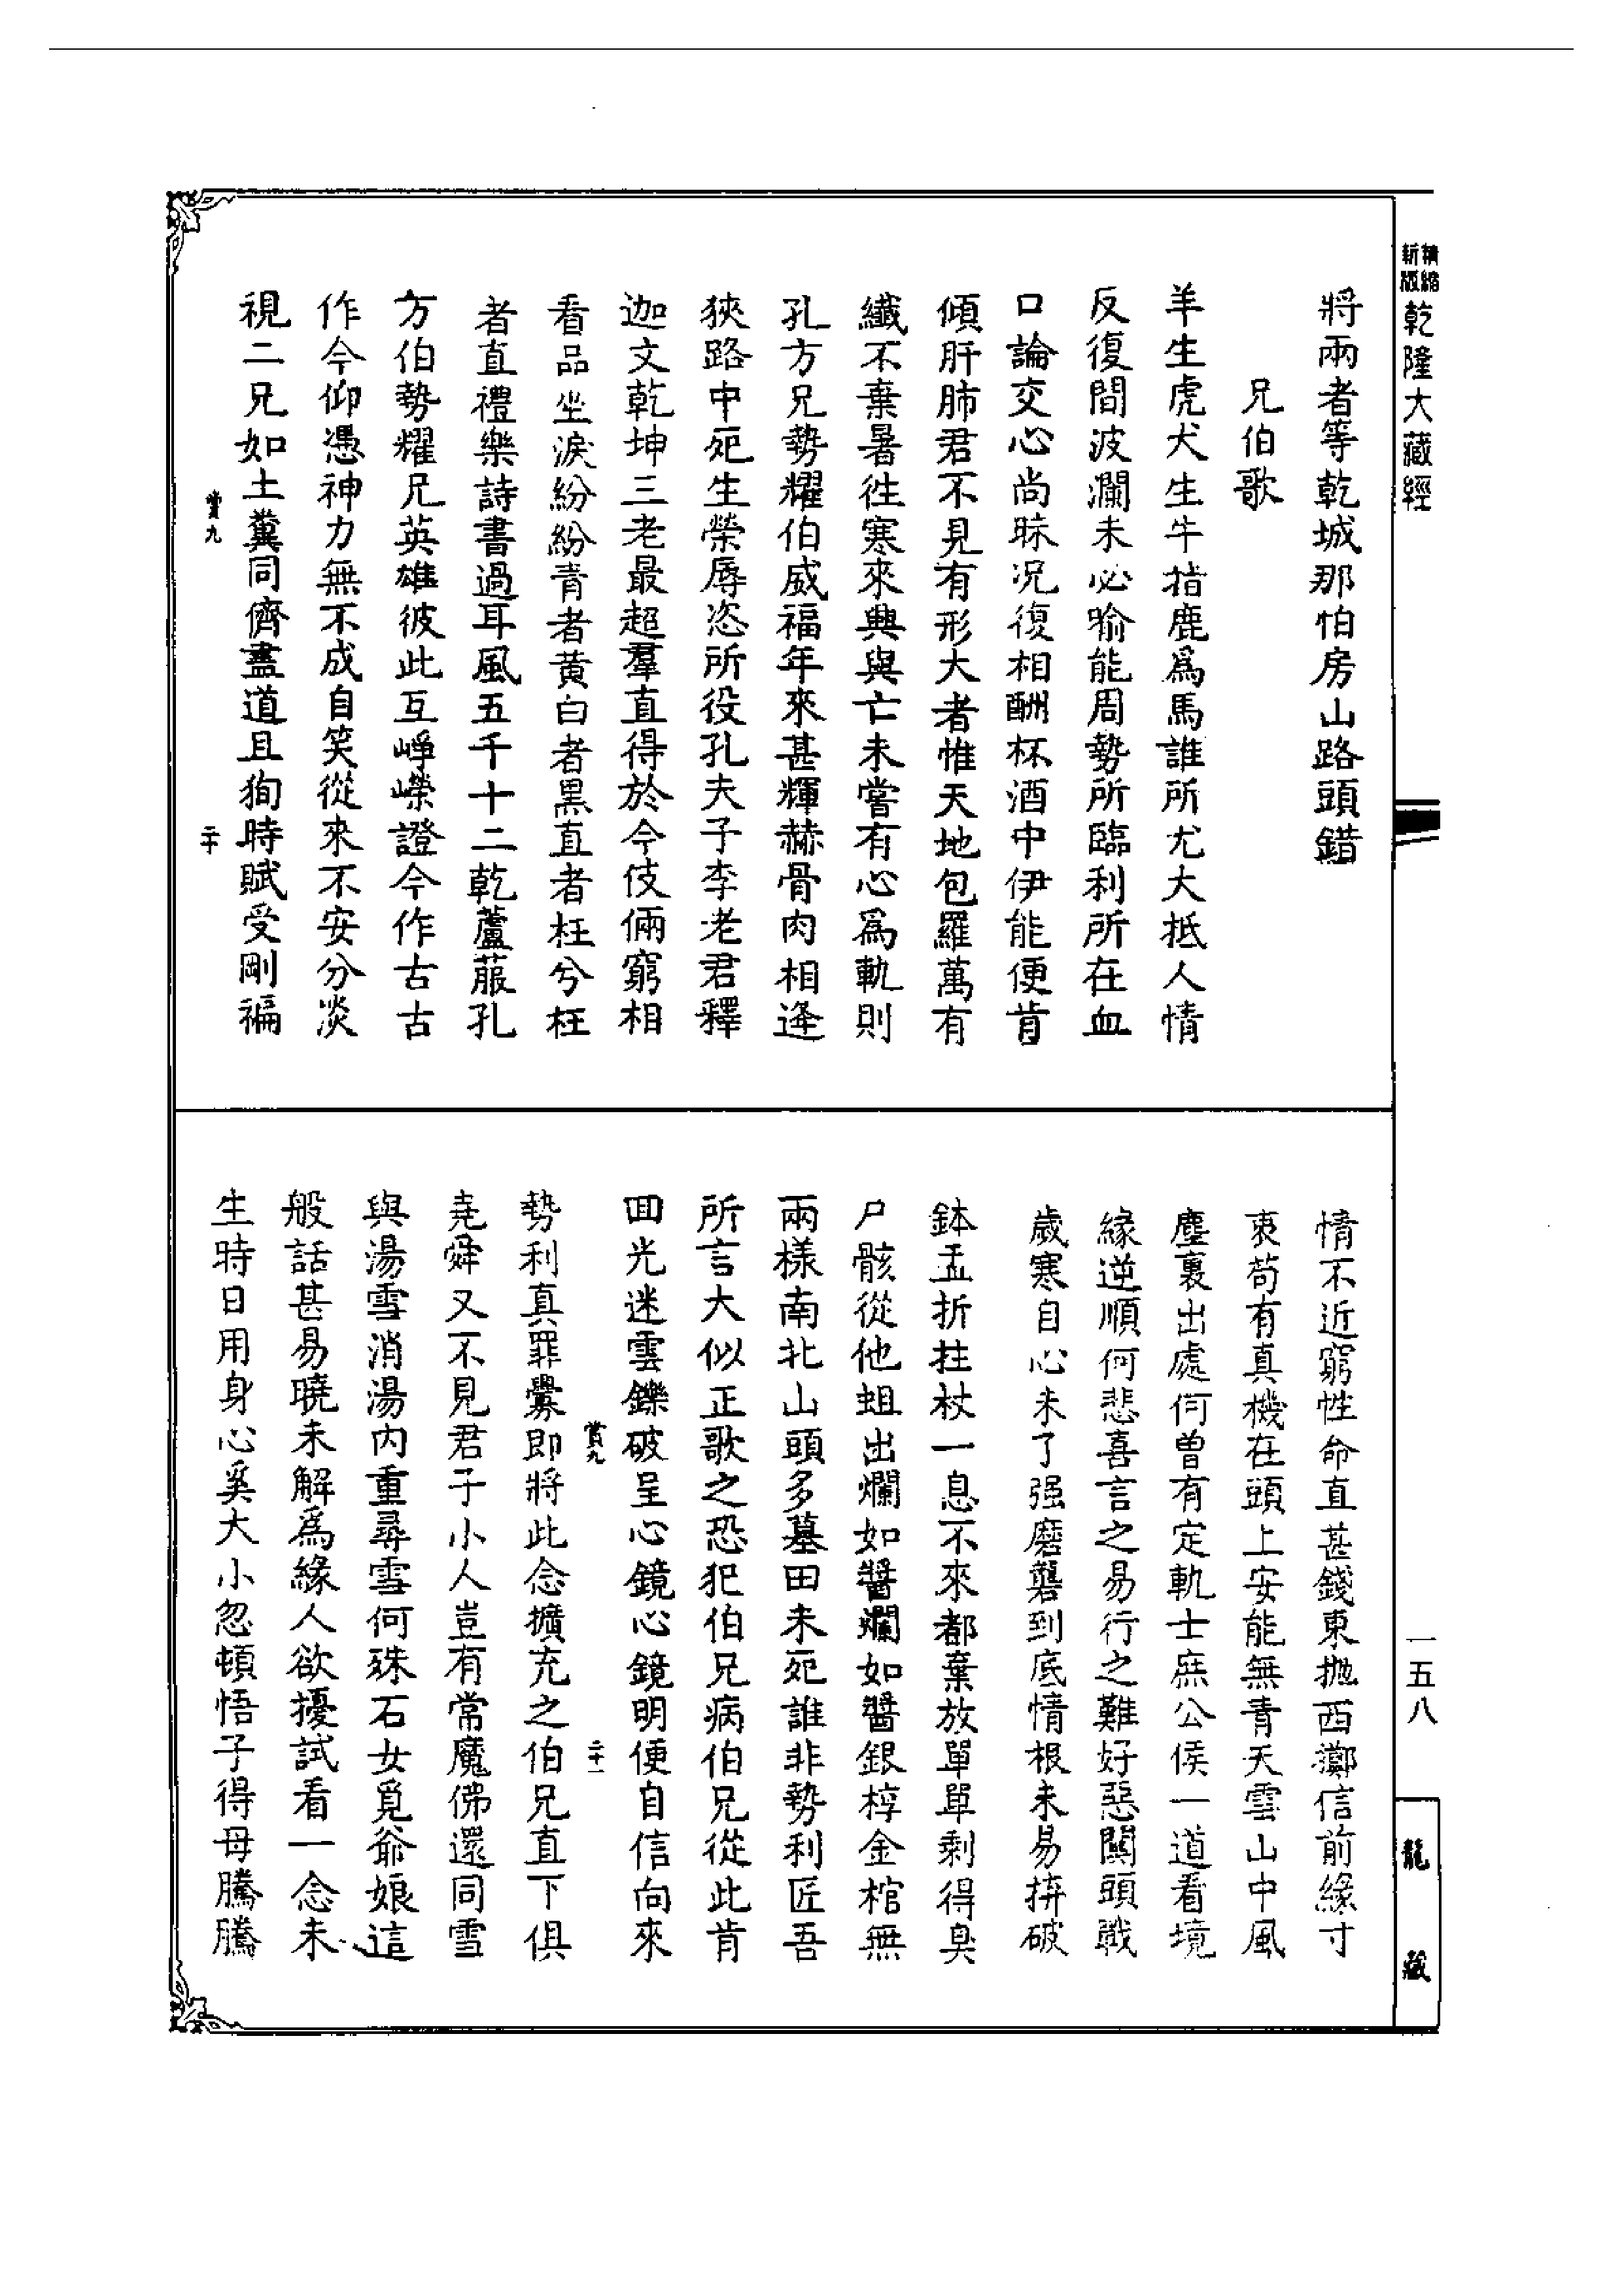 精縮
新版
乾隆大藏經
將兩者等乾城那怕房山路頭錯
兄伯歌
羊生虎犬生牛指鹿為馬誰所尤大抵人情
反復間波瀾未必喻能周勢所臨利所在血
口論交心尚昧况復相酬杯酒中伊能便肯
傾肝肺君不見有形大者惟天地包羅萬有
纖不棄暑徃寒來興與亡未嘗有心為軌則
孔方兄勢耀伯威福年來甚輝赫骨肉相逢
狹路中死生榮辱恣所役孔夫子李老君釋
迦文乾坤三老最超羣直得於今伎倆窮相
看品坐淚紛紛青者黃白者黑直者枉兮枉
者直禮樂詩書過耳風五千十二乾蘆菔孔
方伯勢耀兄英雄彼此互崢嶸證今作古古
作今仰憑神力無不成自笑從來不安分淡
視二兄如土糞同儕盡道且狥時賦受剛褊
賞九
二十
情不近窮性命直甚錢東拋西擲信前緣寸
衷苟有真機在頭上安能無青天雲山中風
塵裏出處何曾有定軌士庶公侯一道看境
緣逆順何悲喜言之易行之難好惡關頭戰
歲寒自心未了强磨礱到底情根未易拚破
鉢盂折拄杖一息不來都棄放單單剩得臭
尸骸從他蛆出爛如醬爛如醬銀椁金棺無
兩樣南北山頭多墓田未死誰非勢利匠吾
所言大似正歌之恐犯伯兄病伯兄從此肯
回光迷雲鑠破呈心鏡心鏡明便自信向來
賞九
二十一
勢利真罪釁即將此念擴充之伯兄直下俱
堯舜又不見君子小人豈有常魔佛還同雪
與湯雪消湯內重尋雪何殊石女覓爺娘這
般話甚易曉未解為緣人欲擾試看一念未
生時日用身心奚大小忽頓悟子得母騰騰
一五八
龍藏